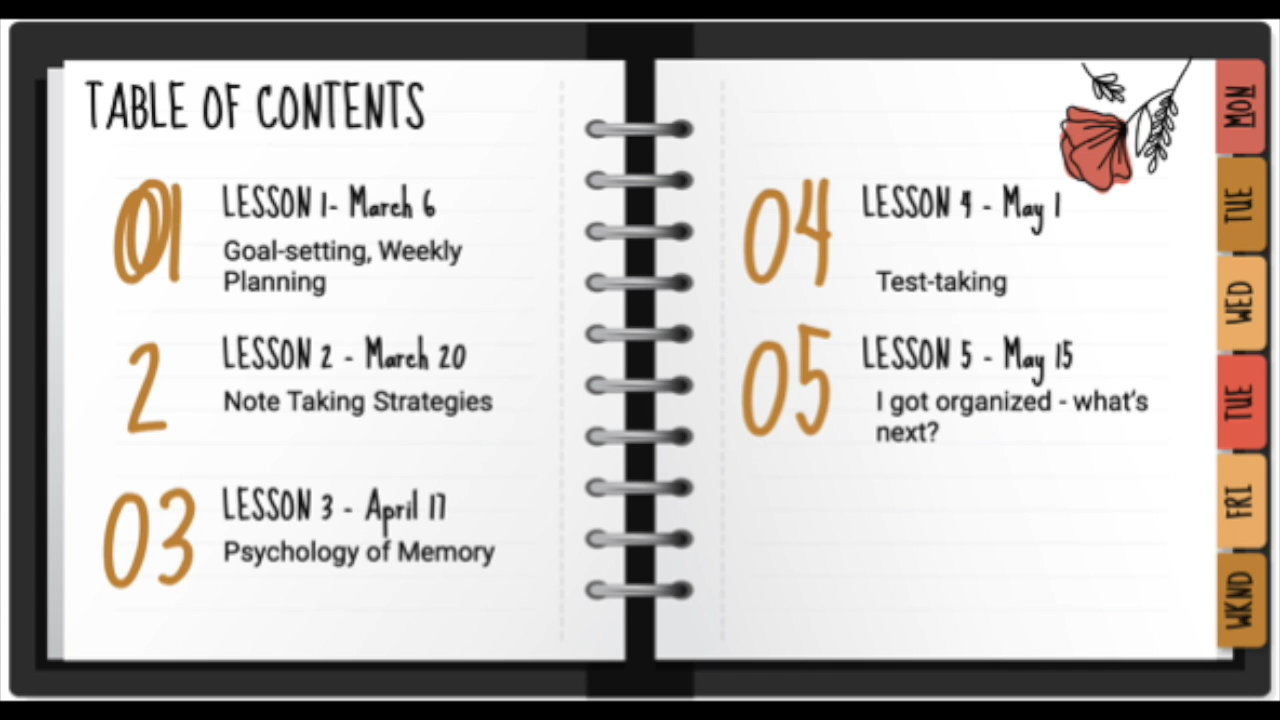 TABLE OF CONTENTS
01
LESSON 1- March 6
Goal-setting, Weekly
Planning
2
LESSON 2 - March 20
Note Taking Strategies
03
LESSON 3 - April 17
Psychology of Memory
04
LESSON 4 - May 1
Test-taking
05
LESSON 5 - May 15
I got organized - what's
next?
MON
TUE
WED
TUE
FRI
WKND